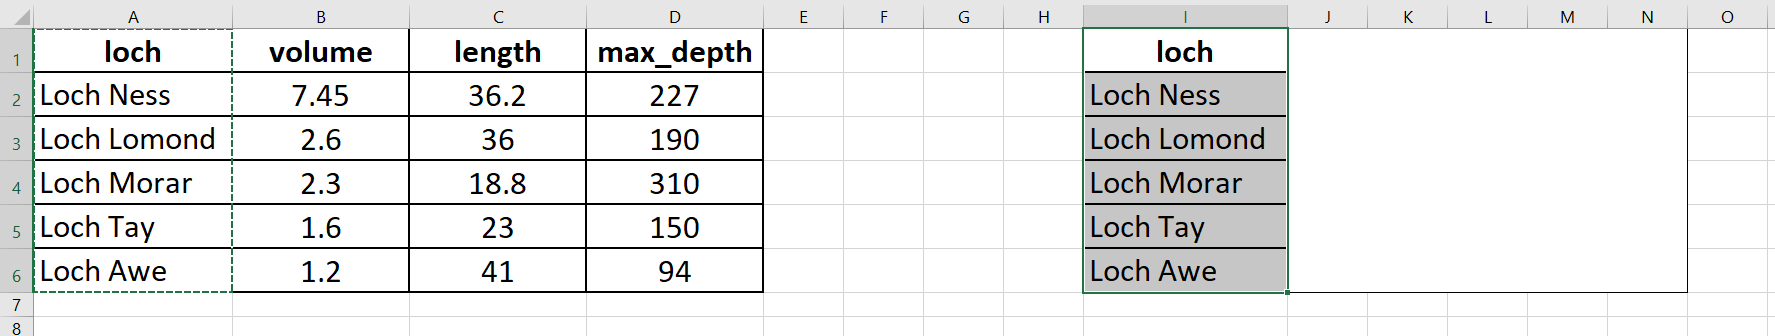 A B C D E F G H I J K L M N O
1 loch volume length max_depth loch
2 Loch Ness 7.45 36.2 227 Loch Ness
3 Loch Lomond 2.6 36 190 Loch Lomond
4 Loch Morar 2.3 18.8 310 Loch Morar
5 Loch Tay 1.6 23 150 Loch Tay
6 Loch Awe 1.2 41 94 Loch Awe
7
8